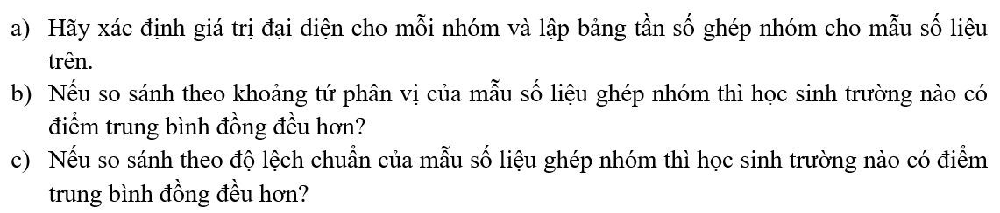 a) Hãy xác định giá trị đại diện cho mỗi nhóm và lập bảng tần số ghép nhóm cho mẫu số liệu
trên.
b) Nếu so sánh theo khoảng tứ phân vị của mẫu số liệu ghép nhóm thì học sinh trường nào có
điểm trung bình đồng đều hơn?
c) Nếu so sánh theo độ lệch chuẩn của mẫu số liệu ghép nhóm thì học sinh trường nào có điểm
trung bình đồng đều hơn?